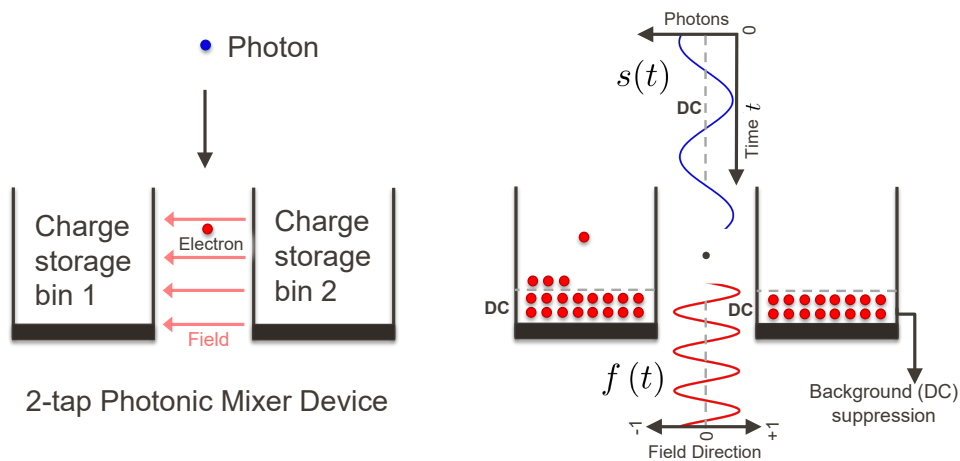 Photon
Charge
storage
bin 1
Electron
Field
Charge
storage
bin 2
2-tap Photonic Mixer Device
Photons
0
s(t)
DC
Time t
DC
DC
f (t)
-1
0
+1
Field Direction
Background (DC)
suppression